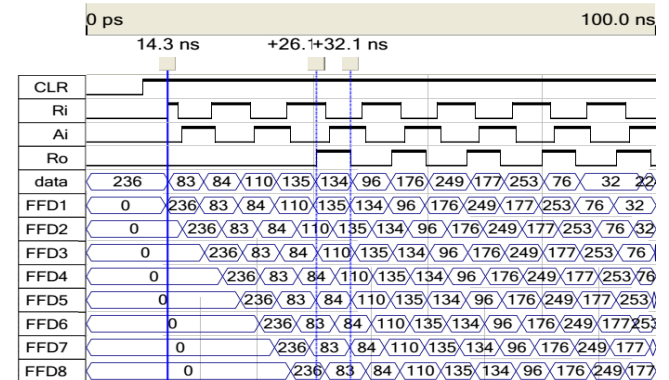 0 ps 100.0 ns
14.3 ns +26.1+32.1 ns
CLR
Ri
Ai
Ro
data 236 83 84 110 135 134 96 176 249 177 253 76 32 22
FFD1 0 236 83 84 110 135 134 96 176 249 177 253 76 32
FFD2 0 236 83 84 110 135 134 96 176 249 177 253 76 32
FFD3 0 236 83 84 110 135 134 96 176 249 177 253 76
FFD4 0 236 83 84 110 135 134 96 176 249 177 253 76
FFD5 0 236 83 84 110 135 134 96 176 249 177 253
FFD6 0 236 83 84 110 135 134 96 176 249 177 253
FFD7 0 236 83 84 110 135 134 96 176 249 177
FFD8 0 236 83 84 110 135 134 96 176 249 177